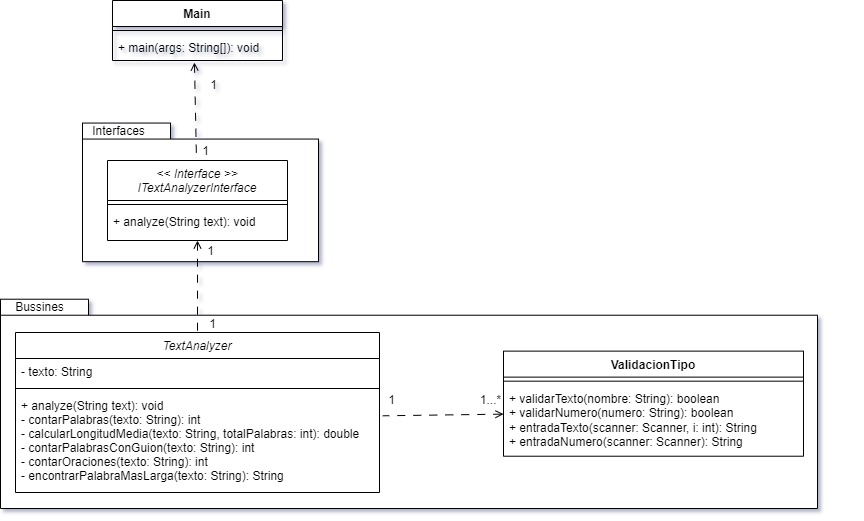 Main
+ main(args: String[]): void
1
Interfaces
1
<< Interface >>
ITextAnalyzerInterface
+ analyze(String text): void
1
Bussines
1
TextAnalyzer
- texto: String
+ analyze(String text): void
- contarPalabras(texto: String): int
- calcularLongitudMedia(texto: String, totalPalabras: int): double
- contarPalabrasConGuion(texto: String): int
- contarOraciones(texto: String): int
- encontrarPalabraMasLarga(texto: String): String
1
1...*
ValidacionTipo
+ validarTexto(nombre: String): boolean
+ validarNumero(numero: String): boolean
+ entradaTexto(scanner: Scanner, i: int): String
+ entradaNumero(scanner: Scanner): String